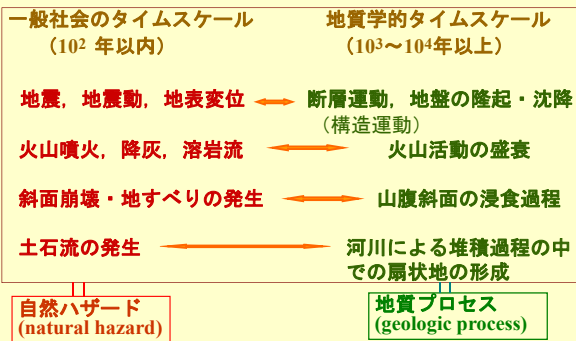 一般社会のタイムスケール
（10² 年以内）
地質学的タイムスケール
（10³～10⁴年以上）
地震，地震動，地表変位
断層運動，地盤の隆起・沈降
（構造運動）
火山噴火，降灰，溶岩流
火山活動の盛衰
斜面崩壊・地すべりの発生
山腹斜面の浸食過程
土石流の発生
河川による堆積過程の中
での扇状地の形成
自然ハザード
(natural hazard)
地質プロセス
(geologic process)